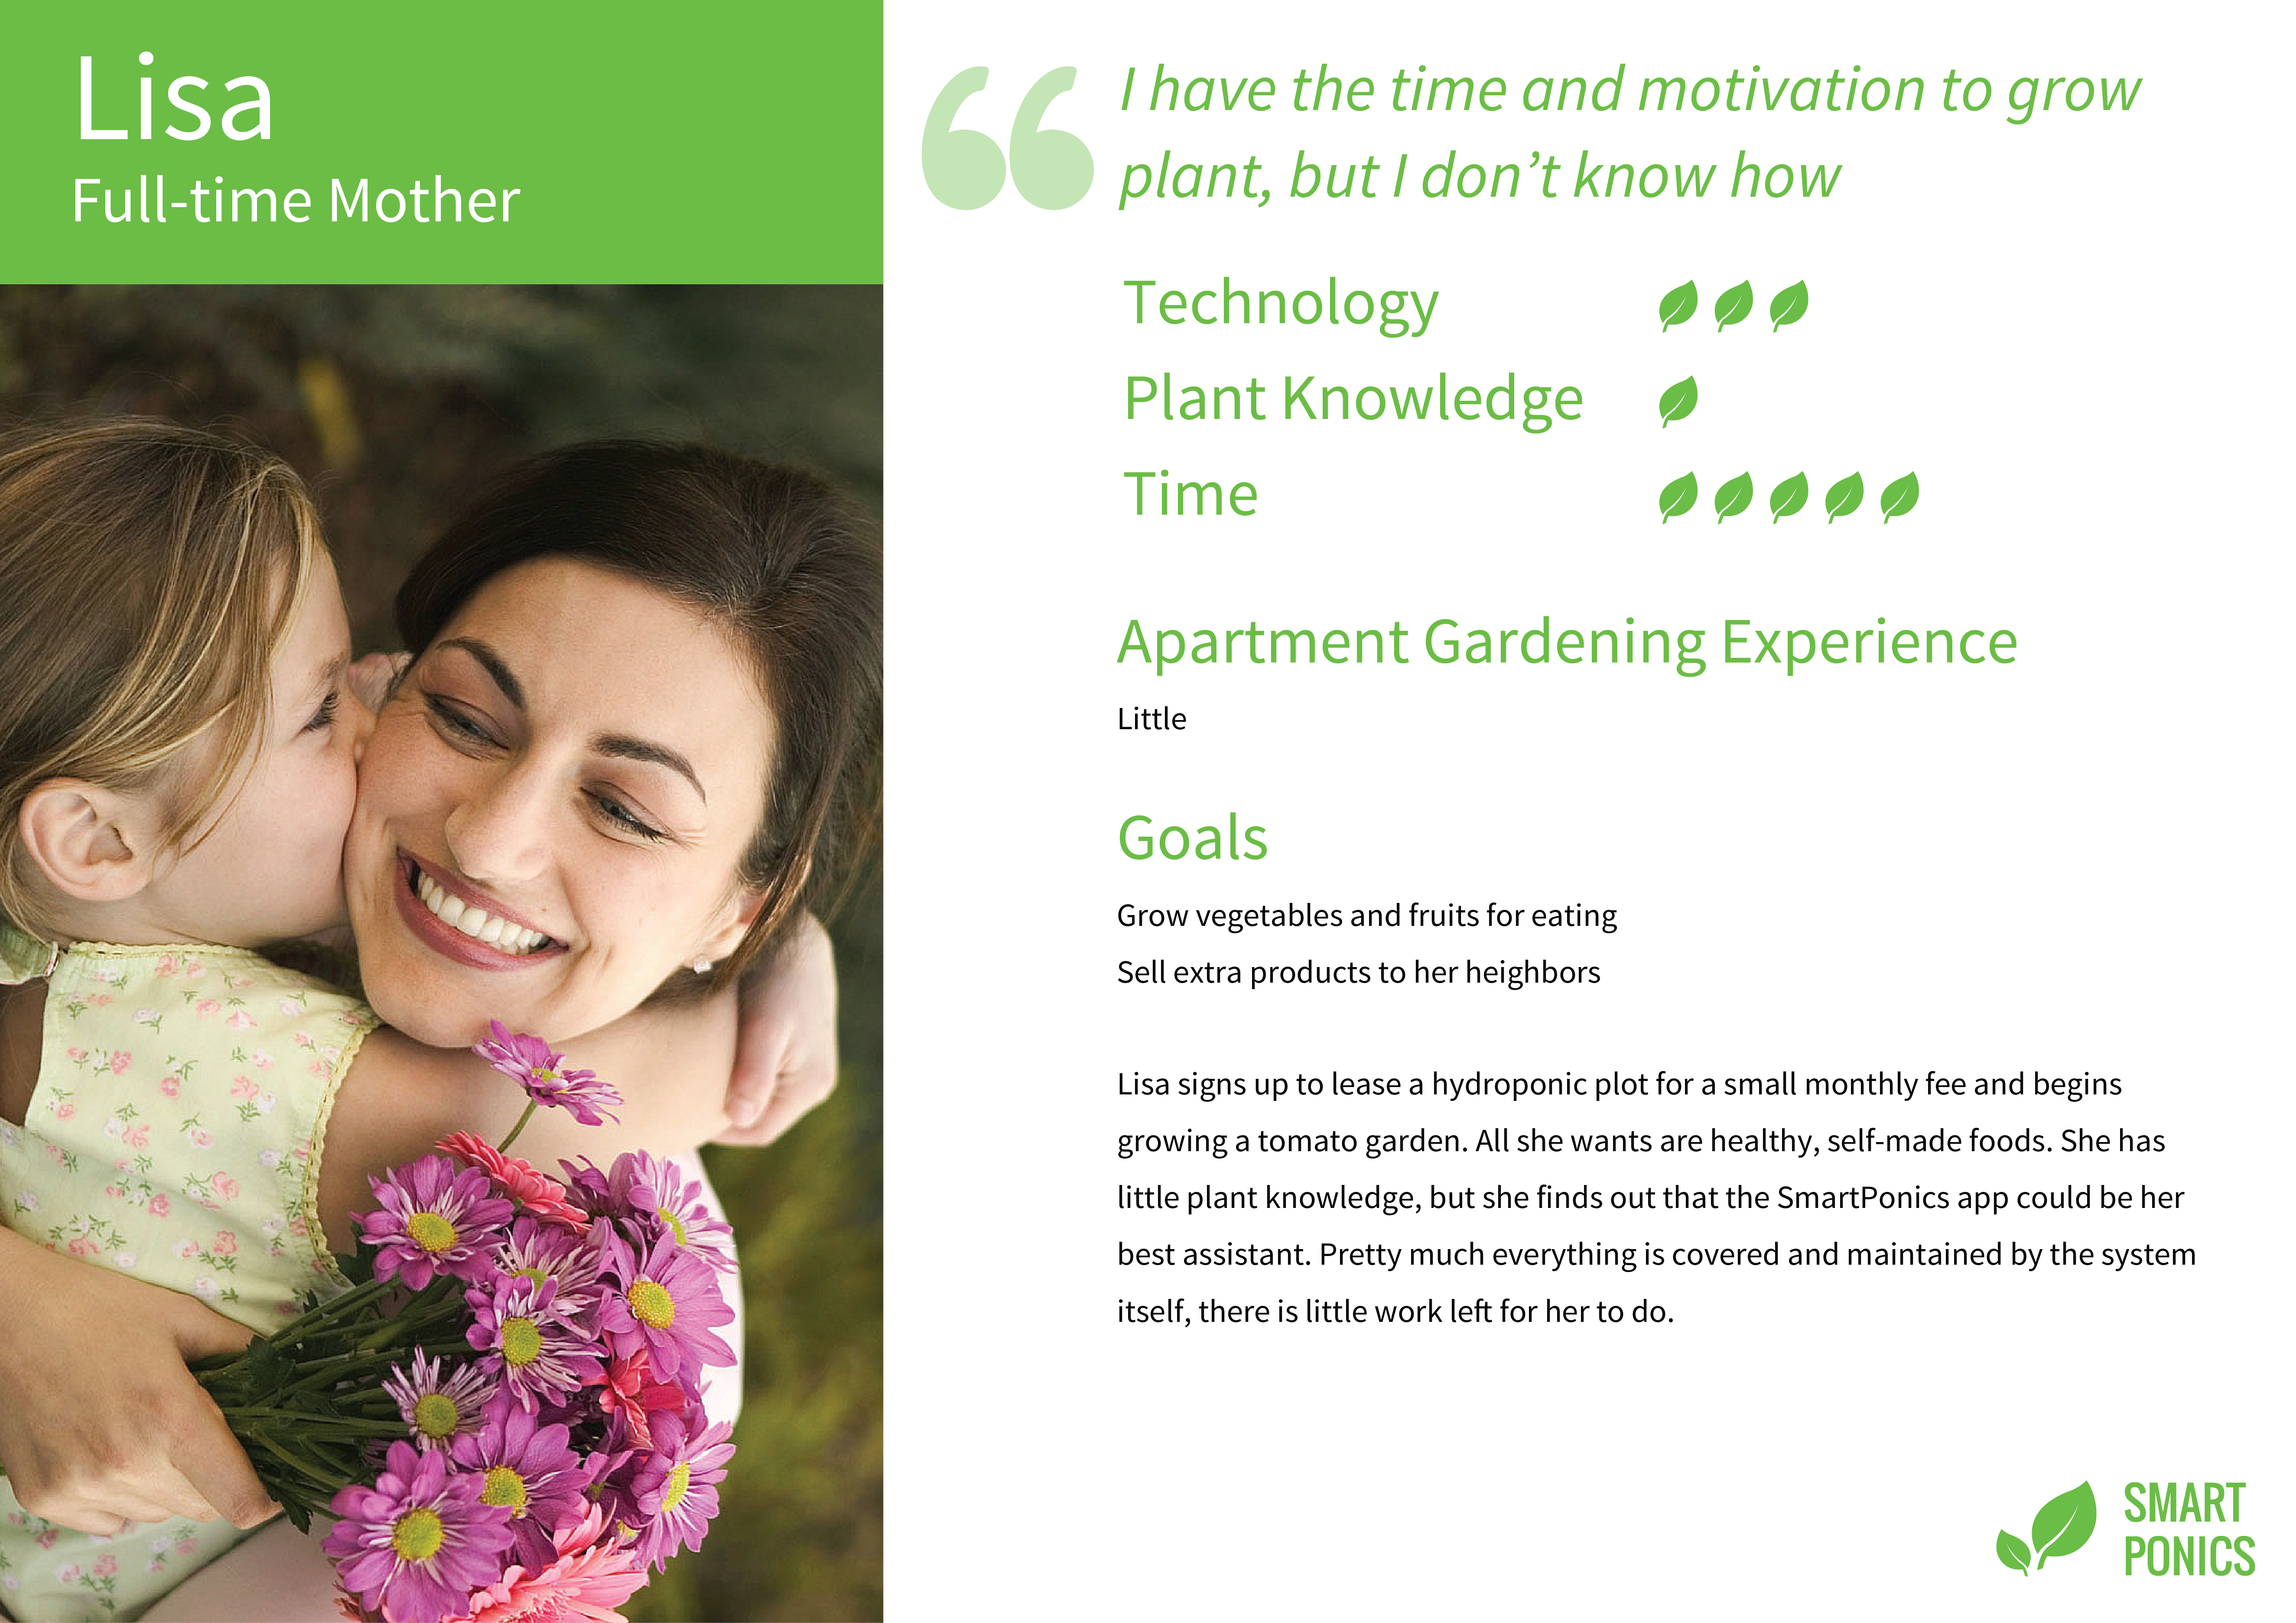 Lisa
Full-time Mother
I have the time and motivation to grow
plant, but I don’t know how
Technology
Plant Knowledge
Time
Apartment Gardening Experience
Little
Goals
Grow vegetables and fruits for eating
Sell extra products to her neighbors
Lisa signs up to lease a hydroponic plot for a small monthly fee and begins
growing a tomato garden. All she wants are healthy, self-made foods. She has
little plant knowledge, but she finds out that the SmartPonics app could be her
best assistant. Pretty much everything is covered and maintained by the system
itself, there is little work left for her to do.
SMART
PONICS